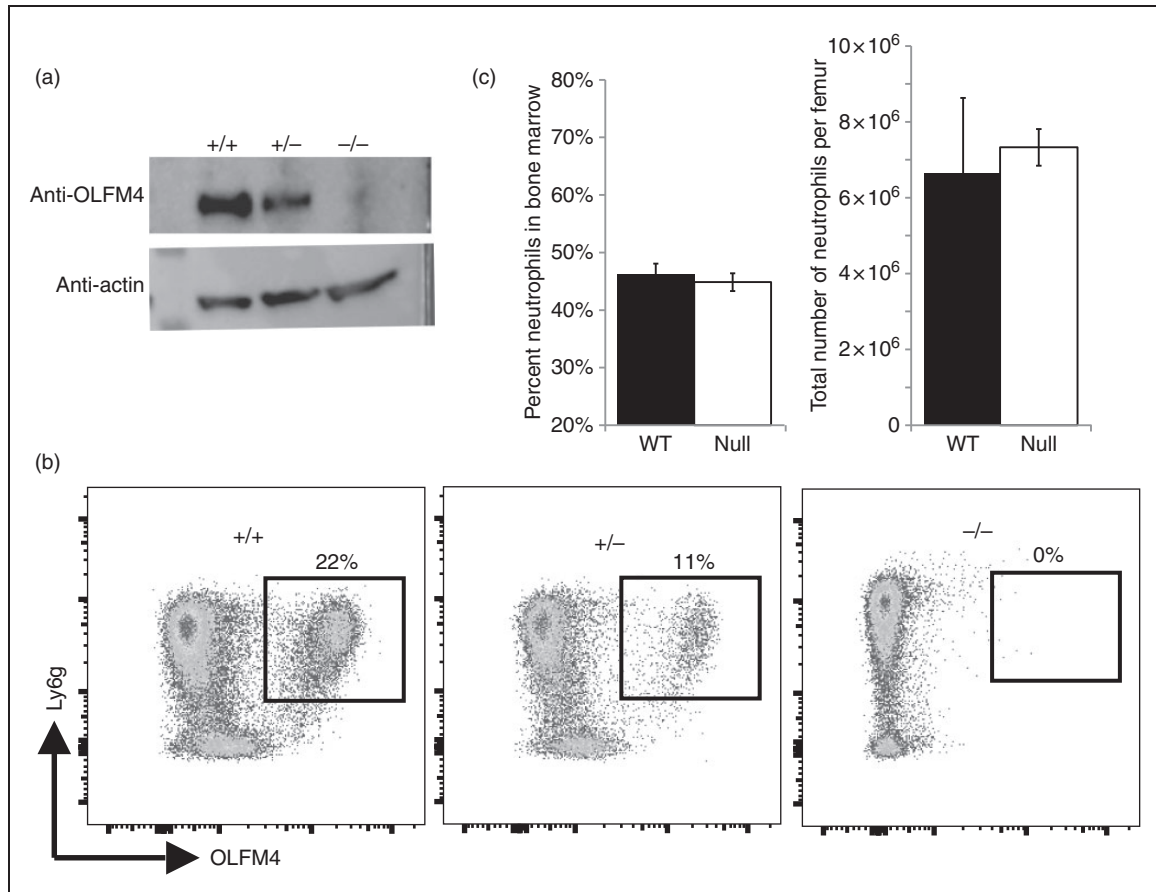 (a)
+/+ +/– –/–
Anti-OLFM4
Anti-actin
(c)
Percent neutrophils in bone marrow
80%
70%
60%
50%
40%
30%
20%
WT Null
Total number of neutrophils per femur
10×10⁶
8×10⁶
6×10⁶
4×10⁶
2×10⁶
0
WT Null
(b)
+/+
22%
+/–
11%
–/–
0%
Ly6g
OLFM4